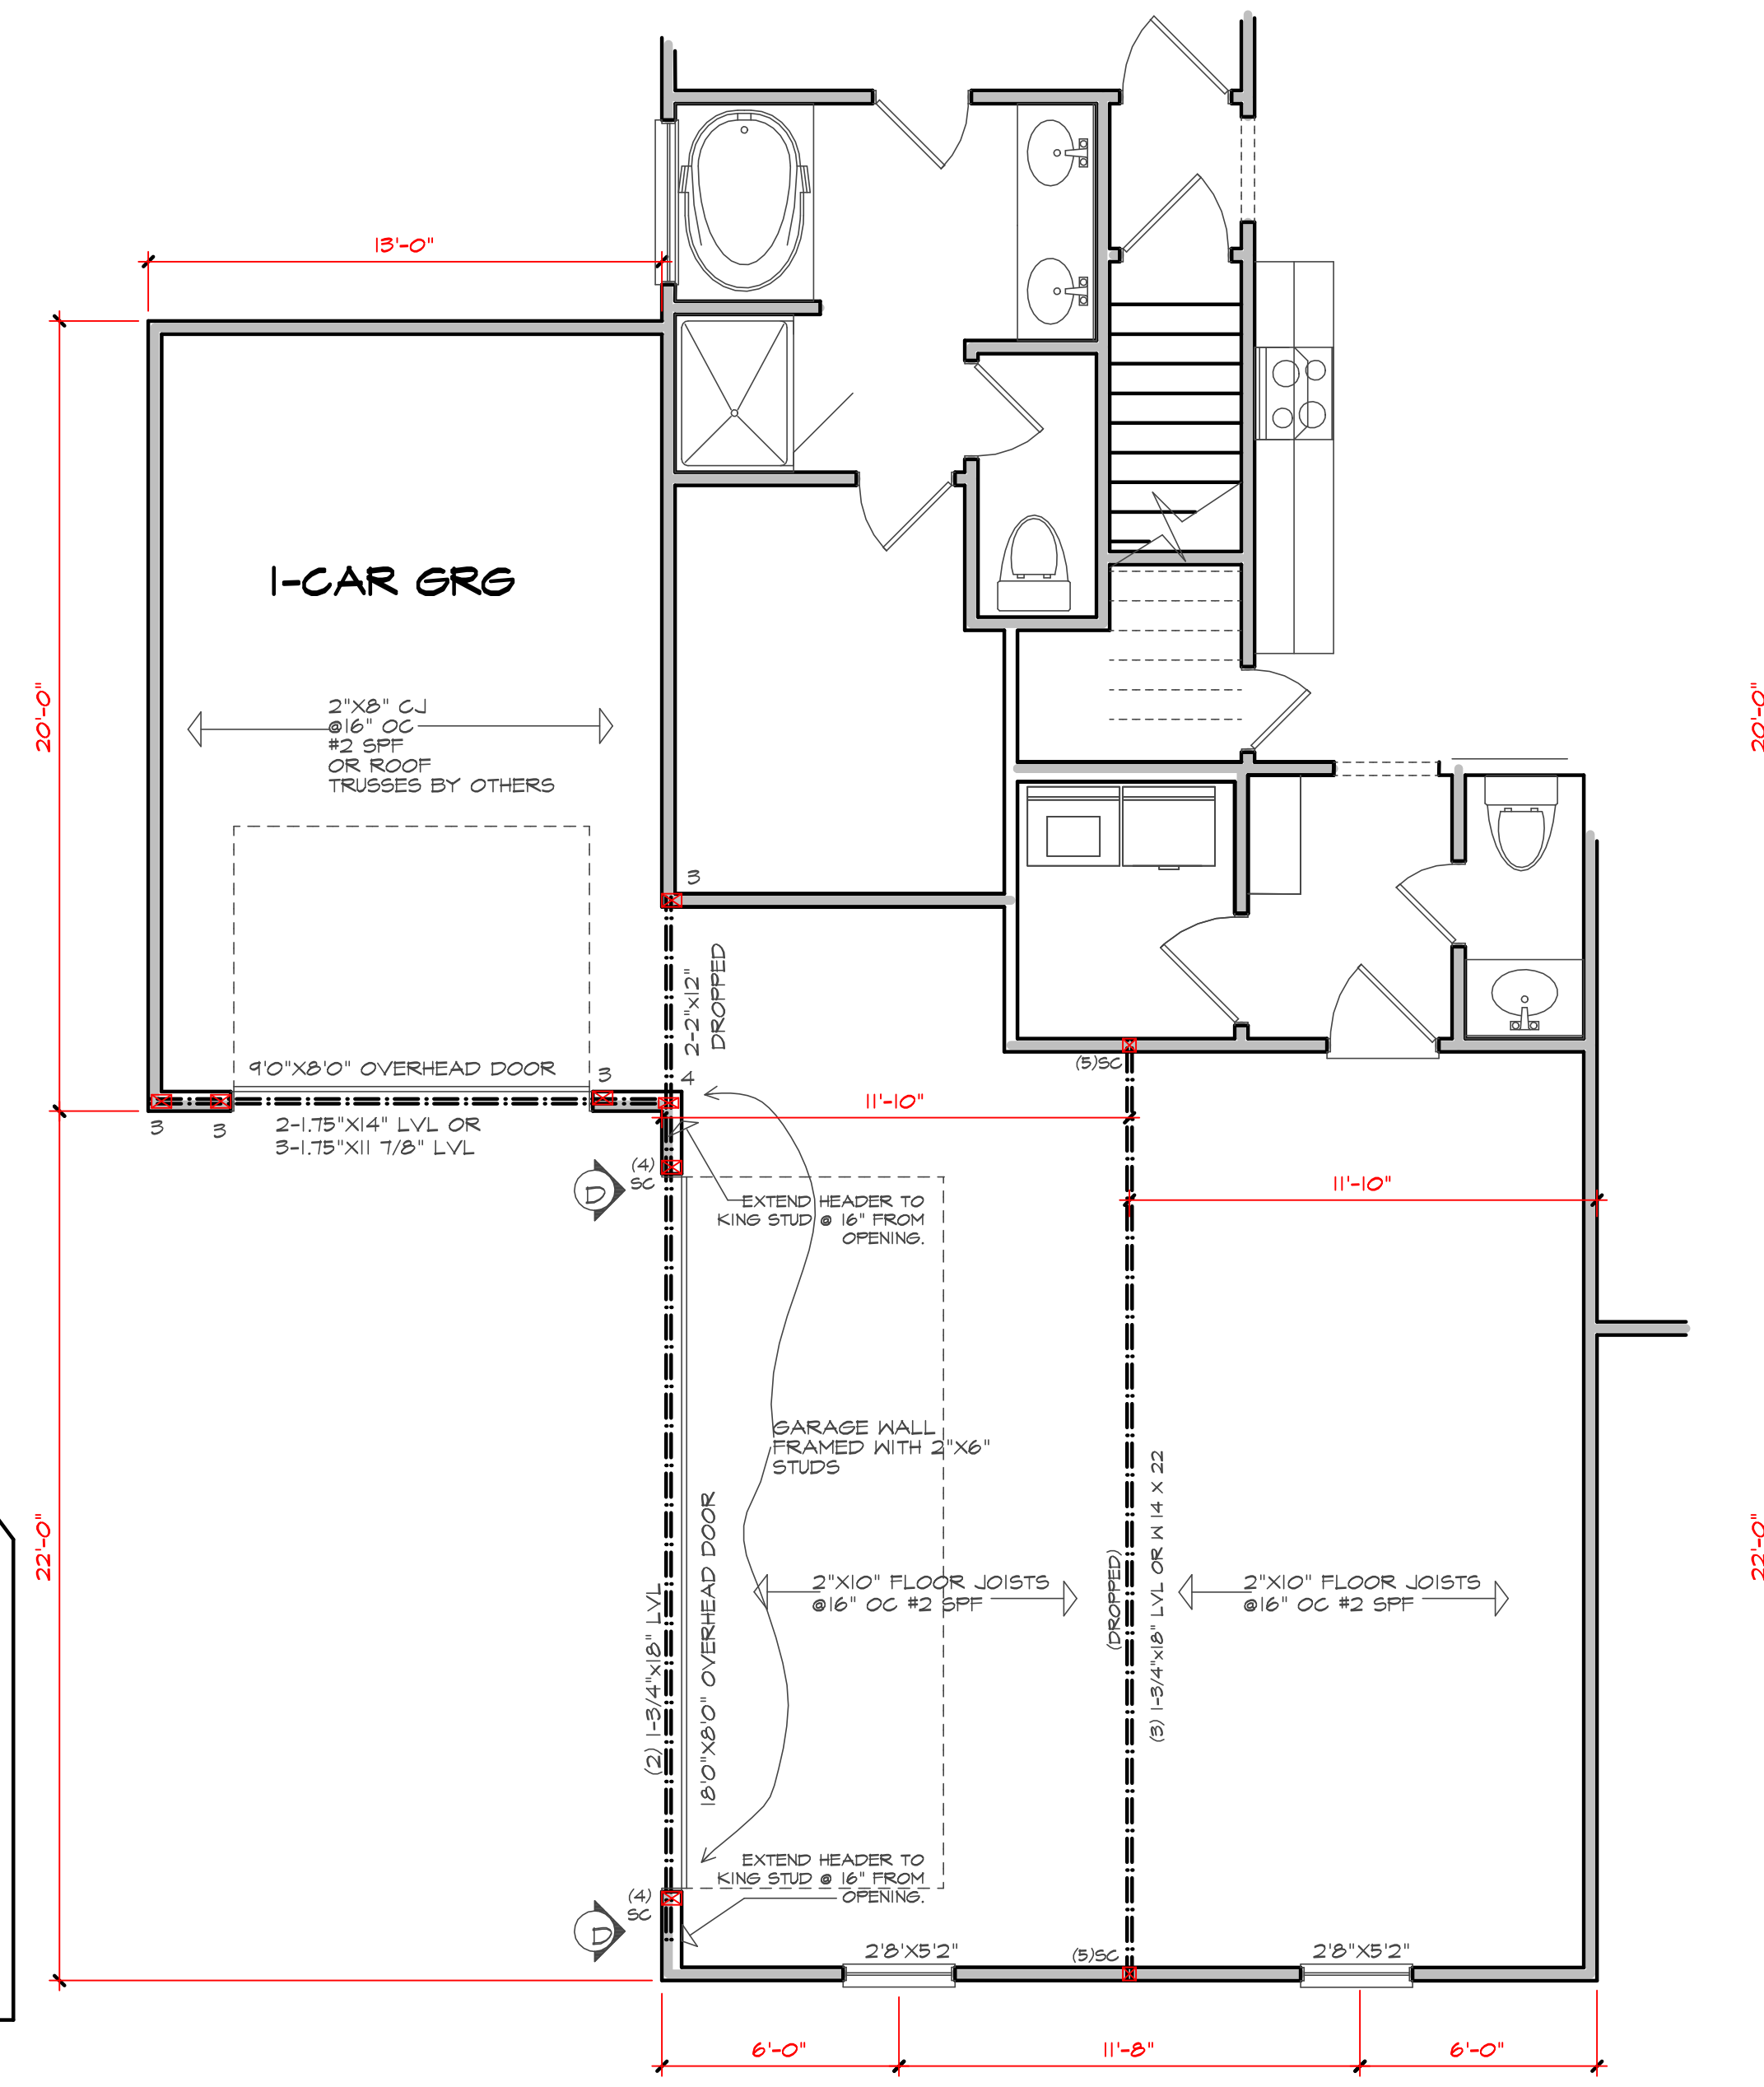 13'-0"
1-CAR GRG
20'-0"
20'-0"
2"X8" CJ
@16" OC
#2 SPF
OR ROOF
TRUSSES BY OTHERS
3
2-2"x12"
DROPPED
9'0"X8'0" OVERHEAD DOOR
3
4
(5)SC
3
3
2-1.75"X14" LVL OR
3-1.75"X11 7/8" LVL
11'-10"
11'-10"
D
(4)
SC
EXTEND HEADER TO
KING STUD @ 16" FROM
OPENING.
GARAGE WALL
FRAMED WITH 2"X6"
STUDS
22'-0"
22'-0"
(2) 1-3/4"x18" LVL
18'0"X8'0" OVERHEAD DOOR
2"X10" FLOOR JOISTS
@16" OC #2 SPF
(DROPPED)
(3) 1-3/4"x18" LVL OR W 14 X 22
2"X10" FLOOR JOISTS
@16" OC #2 SPF
EXTEND HEADER TO
KING STUD @ 16" FROM
OPENING.
(4)
SC
D
2'8'X5'2"
(5)SC
2'8"X5'2"
6'-0"
11'-8"
6'-0"